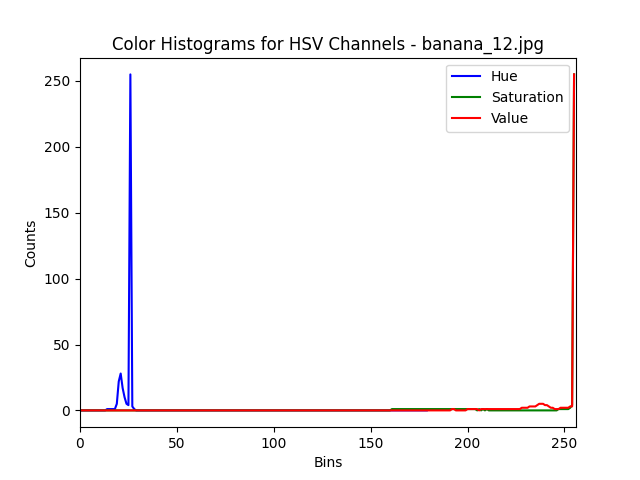 Color Histograms for HSV Channels - banana_12.jpg
Hue
Saturation
Value
Counts
250
200
150
100
50
0
0 50 100 150 200 250
Bins